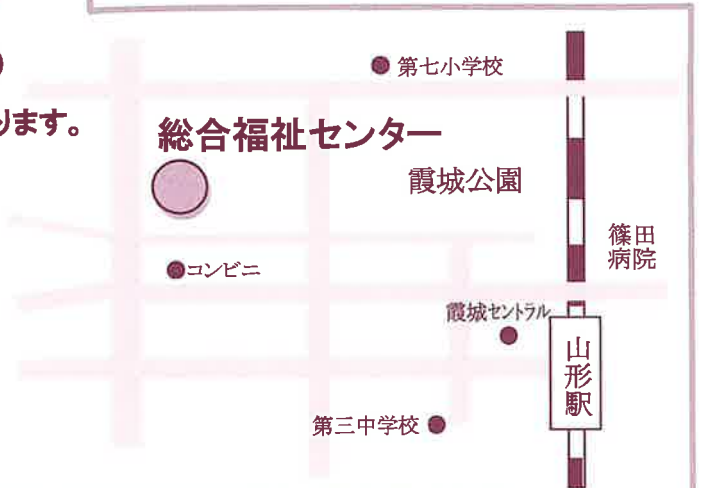 第七小学校
ります。
総合福祉センター
霞城公園
篠田
病院
コンビニ
霞城セントラル
山形駅
第三中学校